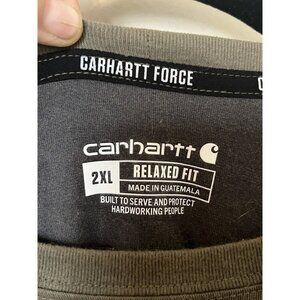 CARHARTT FORCE
C
carhartt
2XL RELAXED FIT
MADE IN GUATEMALA
BUILT TO SERVE AND PROTECT
HARDWORKING PEOPLE